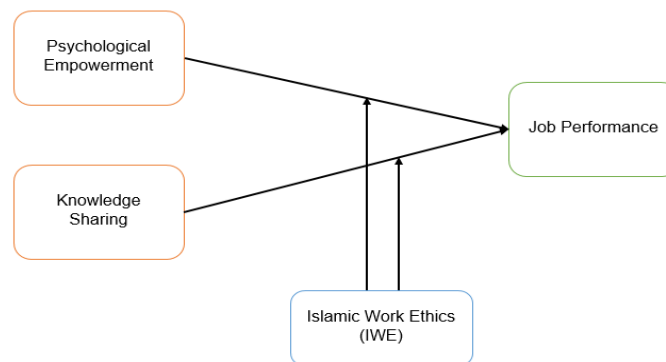 Psychological
Empowerment
Job Performance
Knowledge
Sharing
Islamic Work Ethics
(IWE)